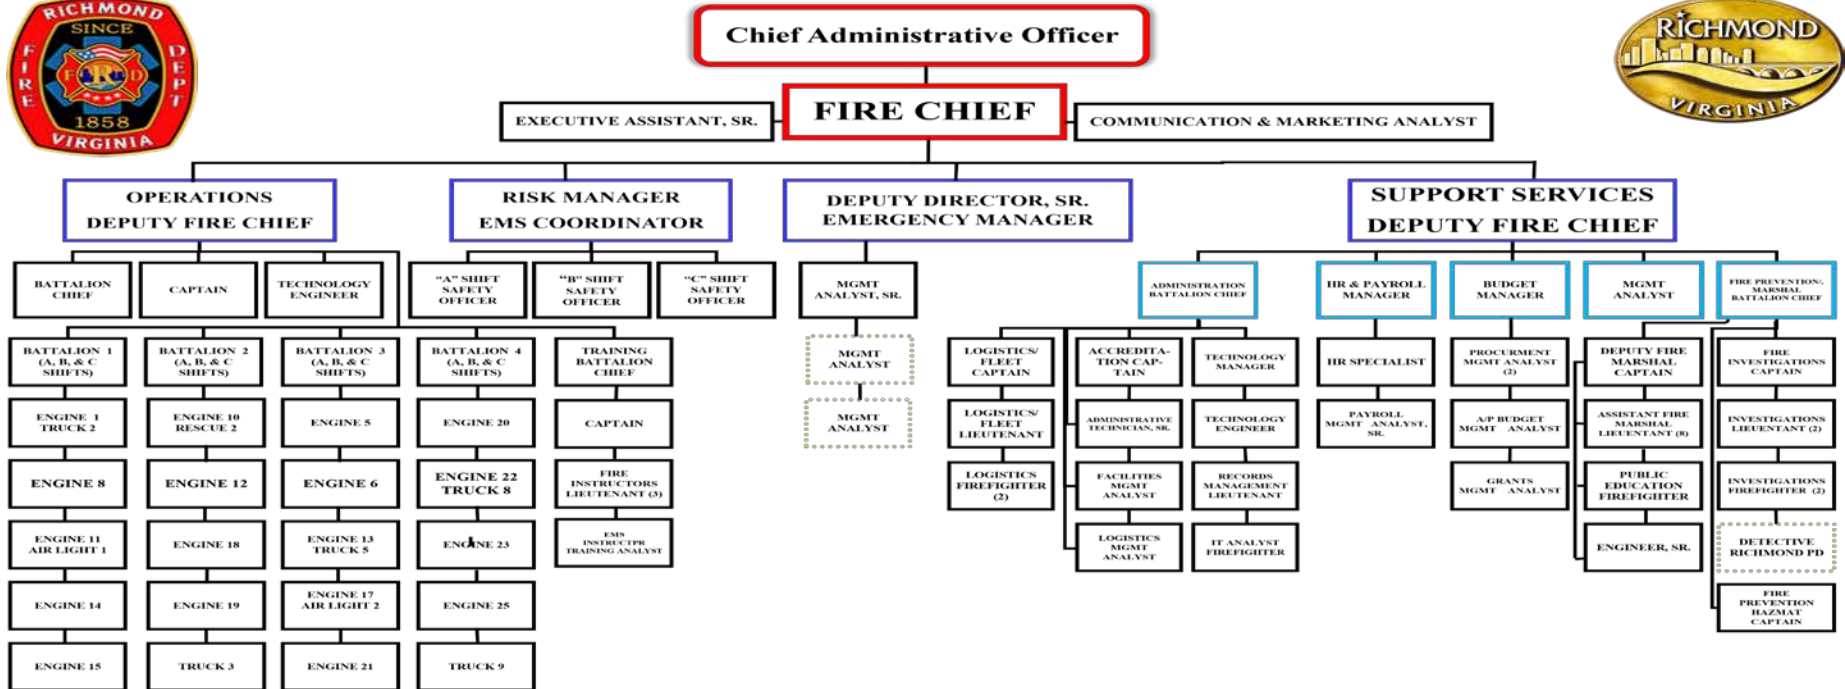 RICHMOND
FIRE
DEPT
SINCE
F
R
D
1858
VIRGINIA
Chief Administrative Officer
RICHMOND
VIRGINIA
EXECUTIVE ASSISTANT, SR.
FIRE CHIEF
COMMUNICATION & MARKETING ANALYST
OPERATIONS
DEPUTY FIRE CHIEF
RISK MANAGER
EMS COORDINATOR
DEPUTY DIRECTOR, SR.
EMERGENCY MANAGER
SUPPORT SERVICES
DEPUTY FIRE CHIEF
BATTALION
CHIEF
CAPTAIN
TECHNOLOGY
ENGINEER
“A” SHIFT
SAFETY
OFFICER
“B” SHIFT
SAFETY
OFFICER
“C” SHIFT
SAFETY
OFFICER
MGMT
ANALYST, SR.
ADMINISTRATION
BATTALION CHIEF
HR & PAYROLL
MANAGER
BUDGET
MANAGER
MGMT
ANALYST
FIRE PREVENTION/.
MARSHAL
BATTALION CHIEF
BATTALION 1
(A, B, & C
SHIFTS)
BATTALION 2
(A, B, & C
SHIFTS)
BATTALION 3
(A, B, & C
SHIFTS)
BATTALION 4
(A, B, & C
SHIFTS)
TRAINING
BATTALION
CHIEF
MGMT
ANALYST
LOGISTICS/
FLEET
CAPTAIN
ACCREDITA-
TION CAP-
TAIN
TECHNOLOGY
MANAGER
HR SPECIALIST
PROCURMENT
MGMT ANALYST
(2)
DEPUTY FIRE
MARSHAL
CAPTAIN
FIRE
INVESTIGATIONS
CAPTAIN
ENGINE 1
TRUCK 2
ENGINE 10
RESCUE 2
ENGINE 5
ENGINE 20
CAPTAIN
MGMT
ANALYST
LOGISTICS/
FLEET
LIEUTENANT
ADMINISTRATIVE
TECHNICIAN, SR.
TECHNOLOGY
ENGINEER
PAYROLL
MGMT ANALYST,
SR.
A/P BUDGET
MGMT ANALYST
ASSISTANT FIRE
MARSHAL
LIEUENTANT (8)
INVESTIGATIONS
LIEUENTANT (2)
ENGINE 8
ENGINE 12
ENGINE 6
ENGINE 22
TRUCK 8
FIRE
INSTRUCTORS
LIEUTENANT (3)
LOGISTICS
FIREFIGHTER
(2)
FACILITIES
MGMT
ANALYST
RECORDS
MANAGEMENT
LIEUTENANT
GRANTS
MGMT ANALYST
PUBLIC
EDUCATION
FIREFIGHTER
INVESTIGATIONS
FIREFIGHTER (2)
ENGINE 11
AIR LIGHT 1
ENGINE 18
ENGINE 13
TRUCK 5
ENGINE 23
EMS
INSTRUCTPR
TRAINING ANALYST
LOGISTICS
MGMT
ANALYST
IT ANALYST
FIREFIGHTER
ENGINEER, SR.
DETECTIVE
RICHMOND PD
ENGINE 14
ENGINE 19
ENGINE 17
AIR LIGHT 2
ENGINE 25
FIRE
PREVENTION
HAZMAT
CAPTAIN
ENGINE 15
TRUCK 3
ENGINE 21
TRUCK 9